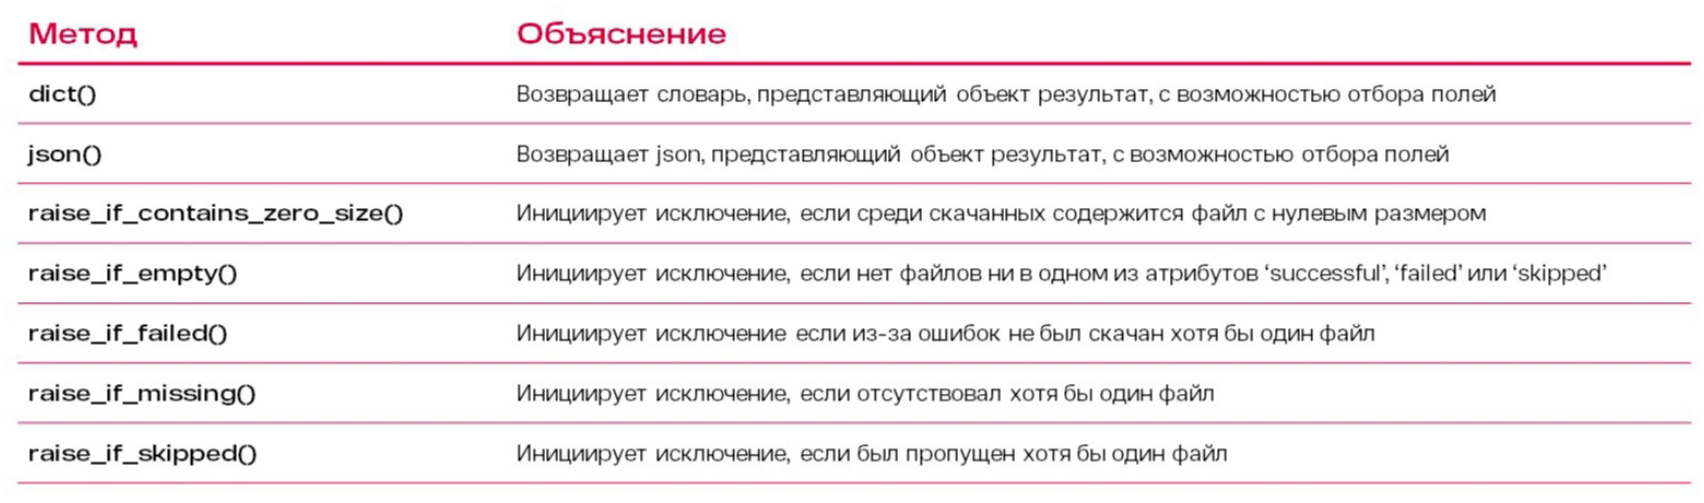 Метод Объяснение
dict() Возвращает словарь, представляющий объект результат, с возможностью отбора полей
json() Возвращает json, представляющий объект результат, с возможностью отбора полей
raise_if_contains_zero_size() Инициирует исключение, если среди скачанных содержится файл с нулевым размером
raise_if_empty() Инициирует исключение, если нет файлов ни в одном из атрибутов ‘successful’, ‘failed’ или ‘skipped’
raise_if_failed() Инициирует исключение если из-за ошибок не был скачан хотя бы один файл
raise_if_missing() Инициирует исключение, если отсутствовал хотя бы один файл
raise_if_skipped() Инициирует исключение, если был пропущен хотя бы один файл